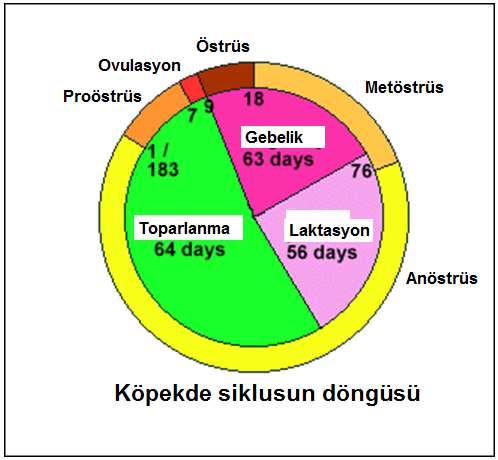 Östrüs
Ovulasyon
Proöstrüs
Metöstrüs
7
9
18
1 /
183
Gebelik
63 days
76
Toparlanma
64 days
Laktasyon
56 days
Anöstrüs
Köpekde siklusun döngüsü